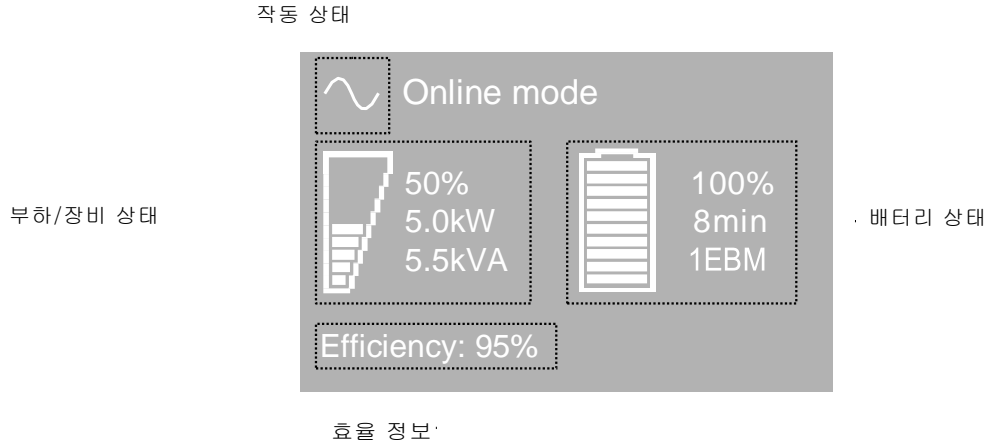 작동 상태
Online mode
부하/장비 상태
50%
5.0kW
5.5kVA
100%
8min
1EBM
배터리 상태
Efficiency: 95%
효율 정보